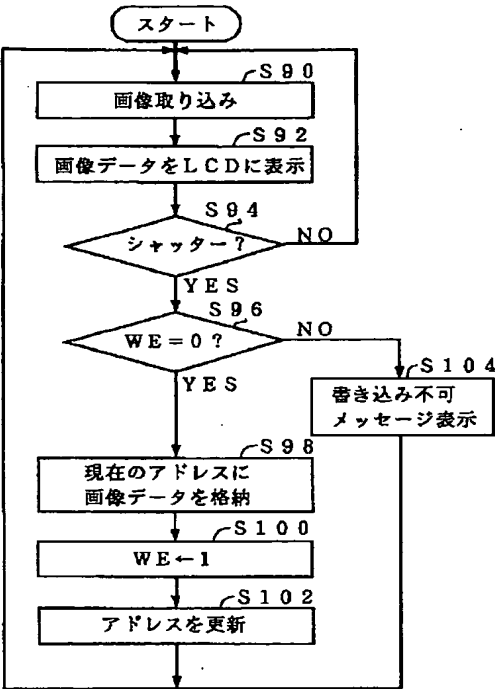 スタート
S90
画像取り込み
S92
画像データをLCDに表示
S94
シャッター?
NO
YES
S96
WE=0?
NO
YES
S104
書き込み不可
メッセージ表示
S98
現在のアドレスに
画像データを格納
S100
WE←1
S102
アドレスを更新